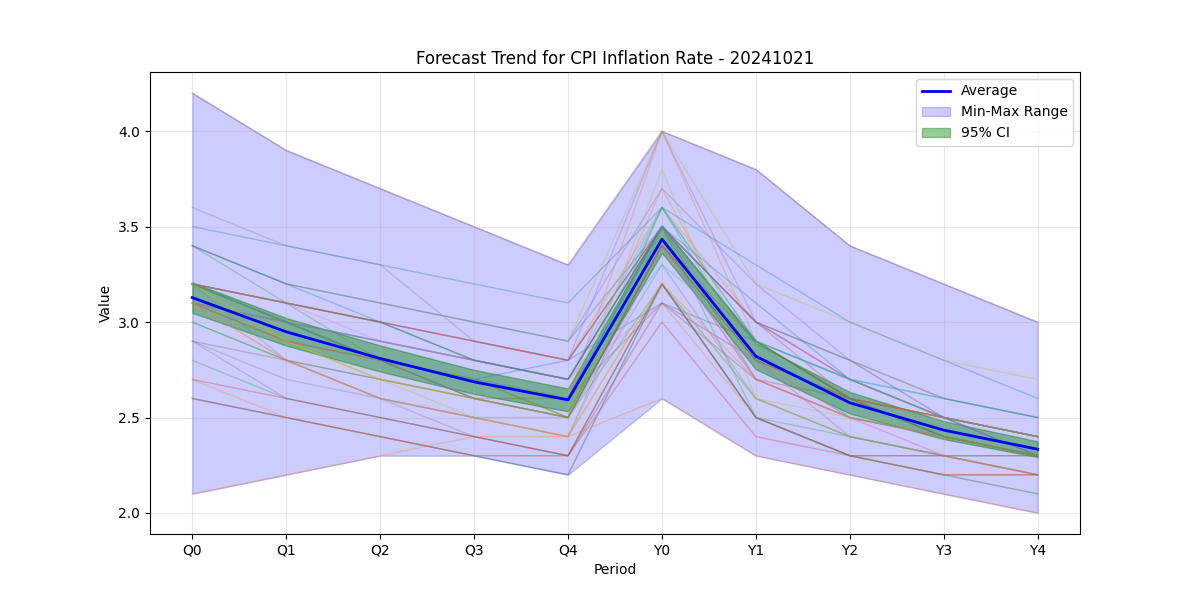 Forecast Trend for CPI Inflation Rate - 20241021
Average
Min-Max Range
95% CI
4.0
3.5
3.0
2.5
2.0
Value
Q0 Q1 Q2 Q3 Q4 Y0 Y1 Y2 Y3 Y4
Period